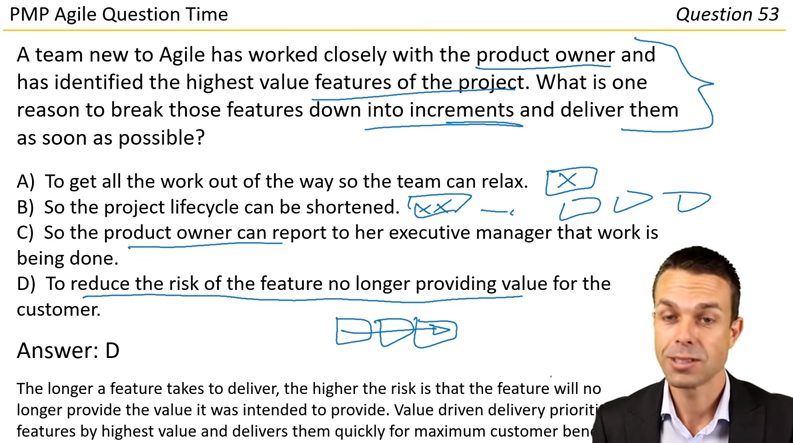 PMP Agile Question Time
Question 53
A team new to Agile has worked closely with the product owner and
has identified the highest value features of the project. What is one
reason to break those features down into increments and deliver them
as soon as possible?
A) To get all the work out of the way so the team can relax.
B) So the project lifecycle can be shortened.
C) So the product owner can report to her executive manager that work is
being done.
D) To reduce the risk of the feature no longer providing value for the
customer.
Answer: D
The longer a feature takes to deliver, the higher the risk is that the feature will no
longer provide the value it was intended to provide. Value driven delivery
features by highest value and delivers them quickly for maximum customer